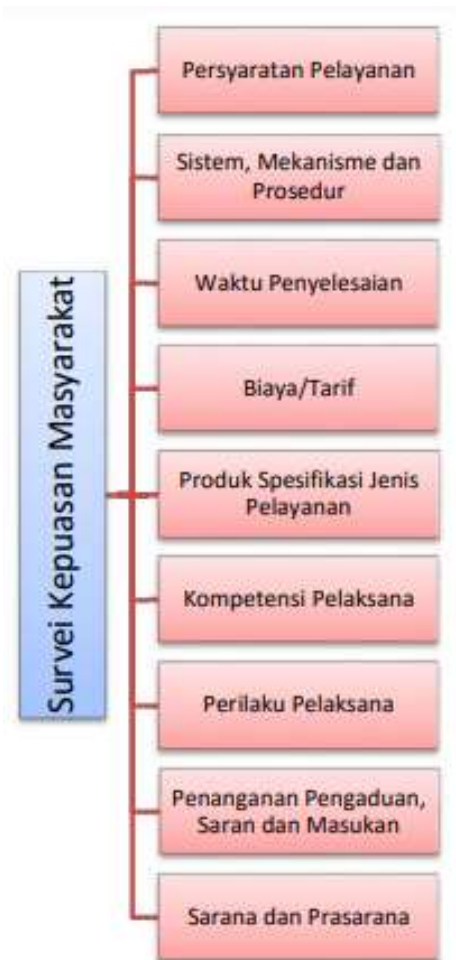 Survei Kepuasan Masyarakat
Persyaratan Pelayanan
Sistem, Mekanisme dan
Prosedur
Waktu Penyelesaian
Biaya/Tarif
Produk Spesifikasi Jenis
Pelayanan
Kompetensi Pelaksana
Perilaku Pelaksana
Penanganan Pengaduan,
Saran dan Masukan
Sarana dan Prasarana